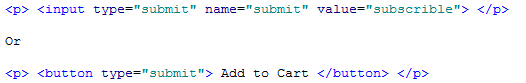 <p> <input type="submit" name="submit" value="subscrible"> </p>
Or
<p> <button type="submit"> Add to Cart </button> </p>